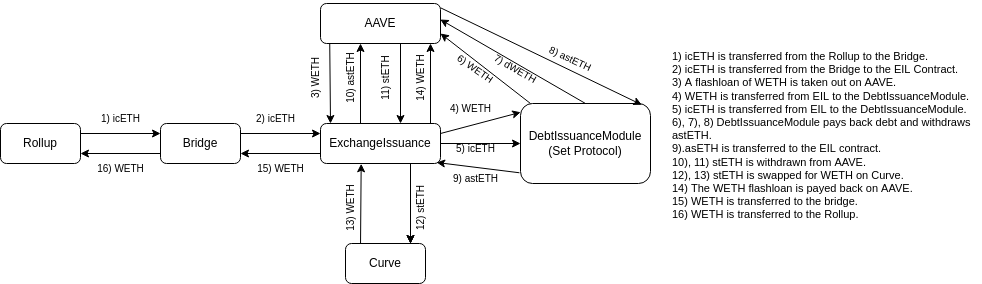 AAVE
8) astETH
7) dWETH
6) WETH
3) WETH
10) astETH
11) stETH
14) WETH
1) icETH
2) icETH
4) WETH
Rollup
Bridge
ExchangeIssuance
DebtIssuanceModule
(Set Protocol)
5) icETH
16) WETH
15) WETH
9) astETH
13) WETH
12) stETH
Curve
1) icETH is transferred from the Rollup to the Bridge.
2) icETH is transferred from the Bridge to the EIL Contract.
3) A flashloan of WETH is taken out on AAVE.
4) WETH is transferred from EIL to the DebtIssuanceModule.
5) icETH is transferred from EIL to the DebtIssuanceModule.
6), 7), 8) DebtIssuanceModule pays back debt and withdraws
astETH.
9).asETH is transferred to the EIL contract.
10), 11) stETH is withdrawn from AAVE.
12), 13) stETH is swapped for WETH on Curve.
14) The WETH flashloan is payed back on AAVE.
15) WETH is transferred to the bridge.
16) WETH is transferred to the Rollup.